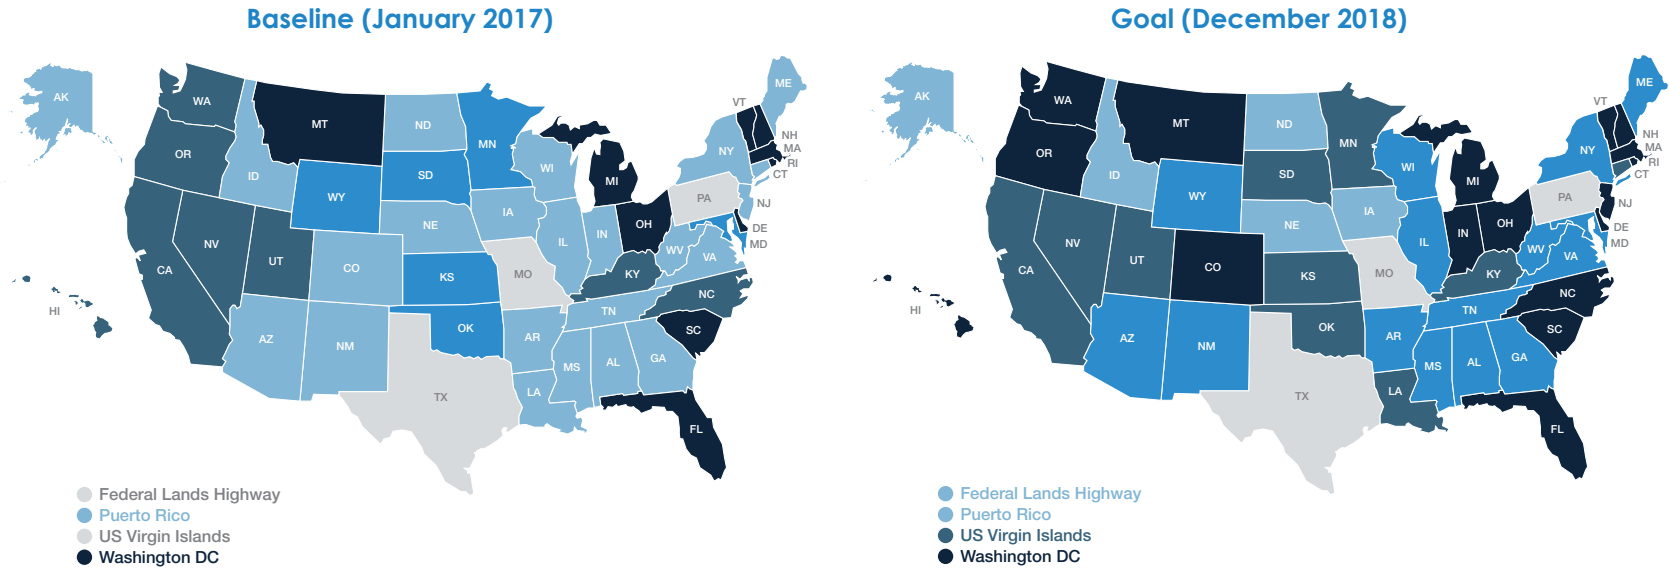 Baseline (January 2017)
AK
WA
MT
ND
MN
VT
ME
NH
MA
RI
CT
OR
ID
WY
SD
WI
MI
NY
PA
NJ
DE
MD
NV
UT
CO
NE
IA
IL
IN
OH
WV
VA
CA
KS
MO
KY
NC
HI
AZ
NM
OK
AR
TN
SC
TX
LA
MS
AL
GA
FL
Federal Lands Highway
Puerto Rico
US Virgin Islands
Washington DC
Goal (December 2018)
AK
WA
MT
ND
MN
VT
ME
NH
MA
RI
CT
OR
ID
WY
SD
WI
MI
NY
PA
NJ
DE
MD
NV
UT
CO
NE
IA
IL
IN
OH
WV
VA
CA
KS
MO
KY
NC
HI
AZ
NM
OK
AR
TN
SC
TX
LA
MS
AL
GA
FL
Federal Lands Highway
Puerto Rico
US Virgin Islands
Washington DC